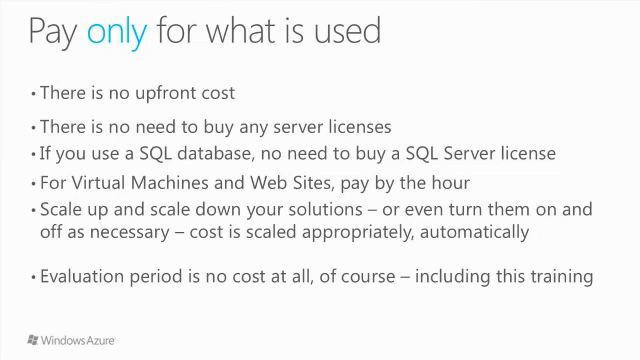 Pay only for what is used
• There is no upfront cost
• There is no need to buy any server licenses
• If you use a SQL database, no need to buy a SQL Server license
• For Virtual Machines and Web Sites, pay by the hour
• Scale up and scale down your solutions – or even turn them on and
off as necessary – cost is scaled appropriately, automatically
• Evaluation period is no cost at all, of course – including this training
Windows Azure